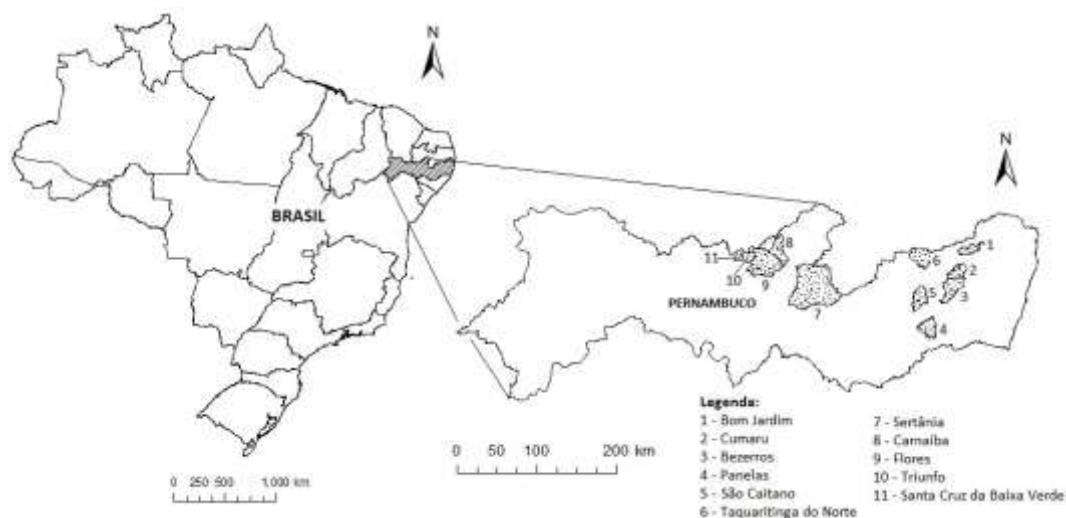 N
N
BRASIL
1
8
6
11
2
10
9
5
3
PERNAMBUCO
7
4
Legenda:
1 - Bom Jardim
2 - Cumaru
3 - Bezerros
4 - Panelas
5 - São Caitano
6 - Taquaritinga do Norte
7 - Sertânia
8 - Carnaíba
9 - Flores
10 - Triunfo
11 - Santa Cruz da Baixa Verde
0 50 100 200 km
0 250 500 1.000 km